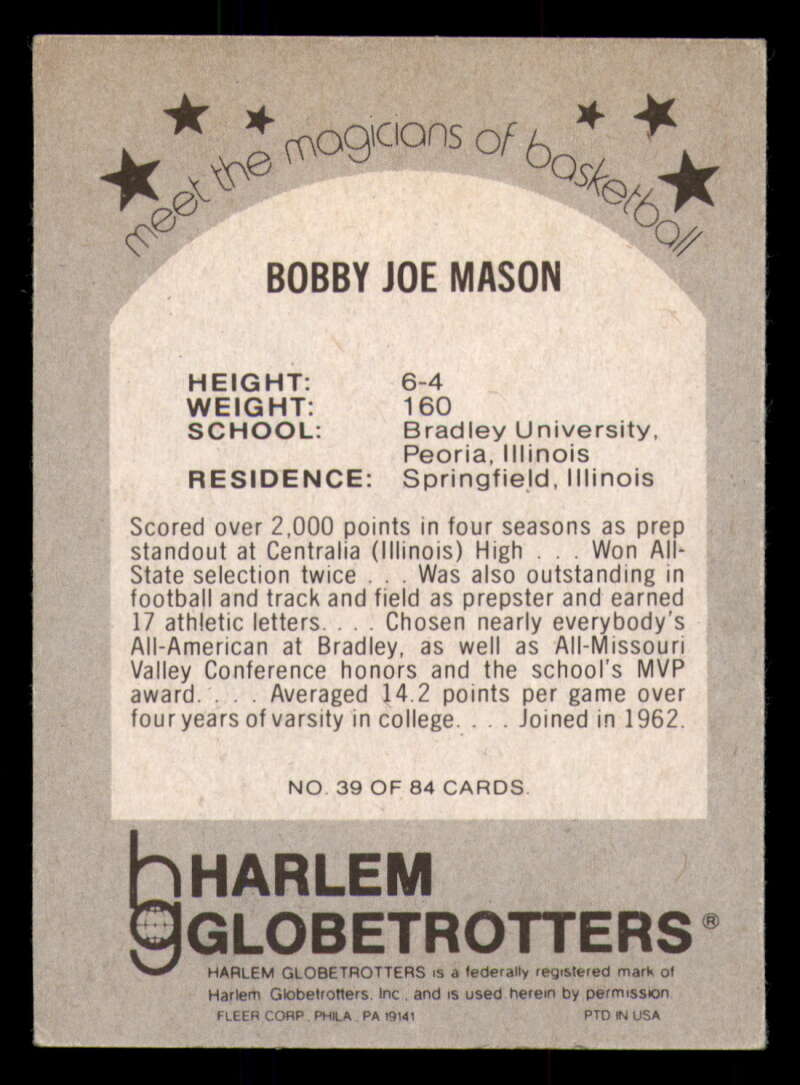 meet the magicians of basketball
BOBBY JOE MASON
HEIGHT: 6-4
WEIGHT: 160
SCHOOL: Bradley University,
Peoria, Illinois
RESIDENCE: Springfield, Illinois
Scored over 2,000 points in four seasons as prep
standout at Centralia (Illinois) High . . . Won All-
State selection twice . . . Was also outstanding in
football and track and field as prepster and earned
17 athletic letters. . . . Chosen nearly everybody's
All-American at Bradley, as well as All-Missouri
Valley Conference honors and the school's MVP
award. . . . Averaged 14.2 points per game over
four years of varsity in college. . . . Joined in 1962.
NO. 39 OF 84 CARDS.
hg HARLEM
GLOBETROTTERS®
HARLEM GLOBETROTTERS is a federally registered mark of
Harlem Globetrotters, Inc., and is used herein by permission.
FLEER CORP., PHILA., PA 19141 PTD IN USA